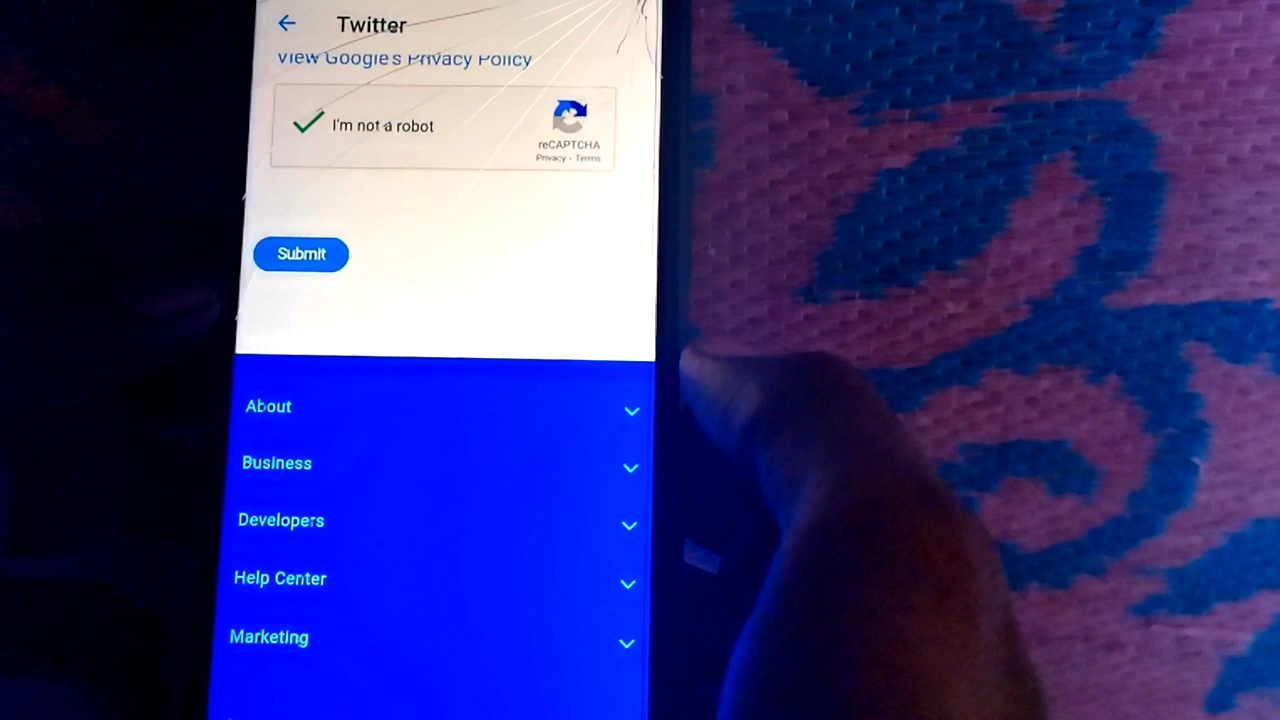 Twitter
View Google's Privacy Policy
I'm not a robot
reCAPTCHA
Privacy - Terms
Submit
About
Business
Developers
Help Center
Marketing